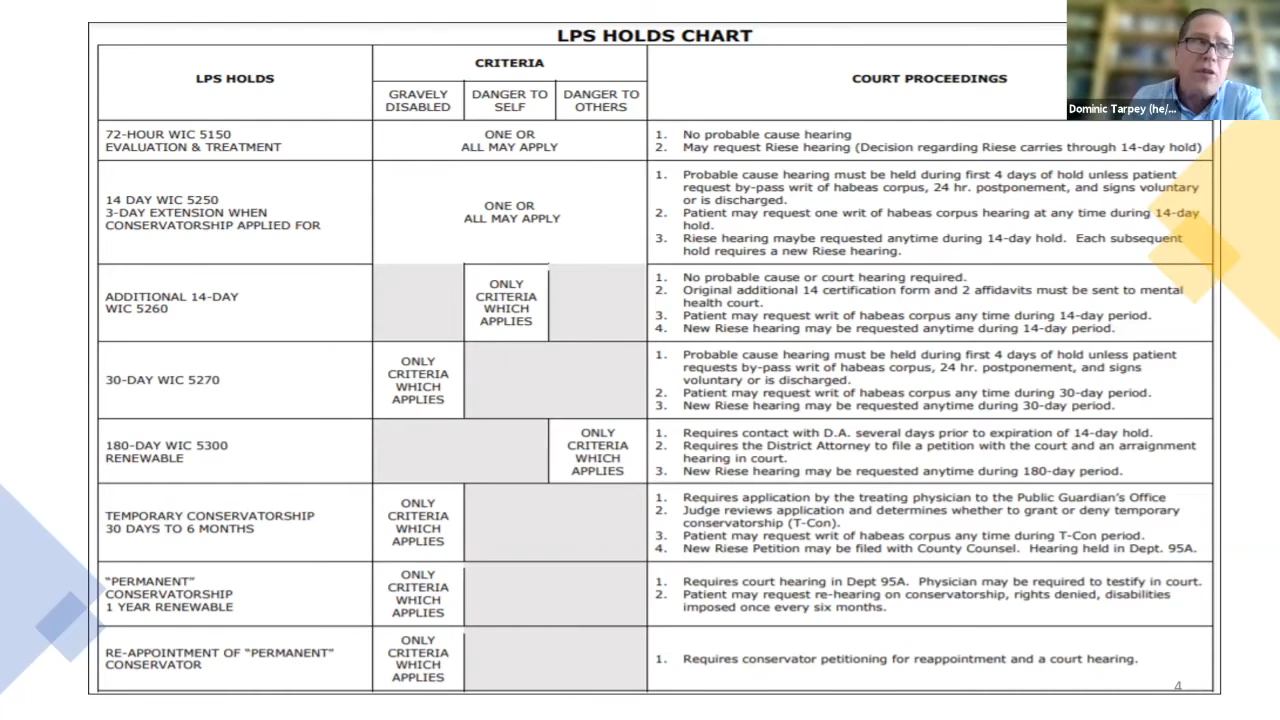 LPS HOLDS CHART
LPS HOLDS
CRITERIA
COURT PROCEEDINGS
GRAVELY
DISABLED
DANGER TO
SELF
DANGER TO
OTHERS
72-HOUR WIC 5150
EVALUATION & TREATMENT
ONE OR
ALL MAY APPLY
1. No probable cause hearing
2. May request Riese hearing (Decision regarding Riese carries through 14-day hold)
14 DAY WIC 5250
3-DAY EXTENSION WHEN
CONSERVATORSHIP APPLIED FOR
ONE OR
ALL MAY APPLY
1. Probable cause hearing must be held during first 4 days of hold unless patient
request by-pass writ of habeas corpus, 24 hr. postponement, and signs voluntary
or is discharged.
2. Patient may request one writ of habeas corpus hearing at any time during 14-day
hold.
3. Riese hearing maybe requested anytime during 14-day hold. Each subsequent
hold requires a new Riese hearing.
ADDITIONAL 14-DAY
WIC 5260
ONLY
CRITERIA
WHICH
APPLIES
1. No probable cause or court hearing required.
2. Original additional 14 certification form and 2 affidavits must be sent to mental
health court.
3. Patient may request writ of habeas corpus any time during 14-day period.
4. New Riese hearing may be requested anytime during 14-day period.
30-DAY WIC 5270
ONLY
CRITERIA
WHICH
APPLIES
1. Probable cause hearing must be held during first 4 days of hold unless patient
requests by-pass writ of habeas corpus, 24 hr. postponement, and signs
voluntary or is discharged.
2. Patient may request writ of habeas corpus any time during 30-day period.
3. New Riese hearing may be requested anytime during 30-day period.
180-DAY WIC 5300
RENEWABLE
ONLY
CRITERIA
WHICH
APPLIES
1. Requires contact with D.A. several days prior to expiration of 14-day hold.
2. Requires the District Attorney to file a petition with the court and an arraignment
hearing in court.
3. New Riese hearing may be requested anytime during 180-day period.
TEMPORARY CONSERVATORSHIP
30 DAYS TO 6 MONTHS
ONLY
CRITERIA
WHICH
APPLIES
1. Requires application by the treating physician to the Public Guardian's Office
2. Judge reviews application and determines whether to grant or deny temporary
conservatorship (T-Con).
3. Patient may request writ of habeas corpus any time during T-Con period.
4. New Riese Petition may be filed with County Counsel. Hearing held in Dept. 95A.
"PERMANENT"
CONSERVATORSHIP
1 YEAR RENEWABLE
ONLY
CRITERIA
WHICH
APPLIES
1. Requires court hearing in Dept 95A. Physician may be required to testify in court.
2. Patient may request re-hearing on conservatorship, rights denied, disabilities
imposed once every six months.
RE-APPOINTMENT OF "PERMANENT"
CONSERVATOR
ONLY
CRITERIA
WHICH
APPLIES
1. Requires conservator petitioning for reappointment and a court hearing.
4
Dominic Tarpey (he/...